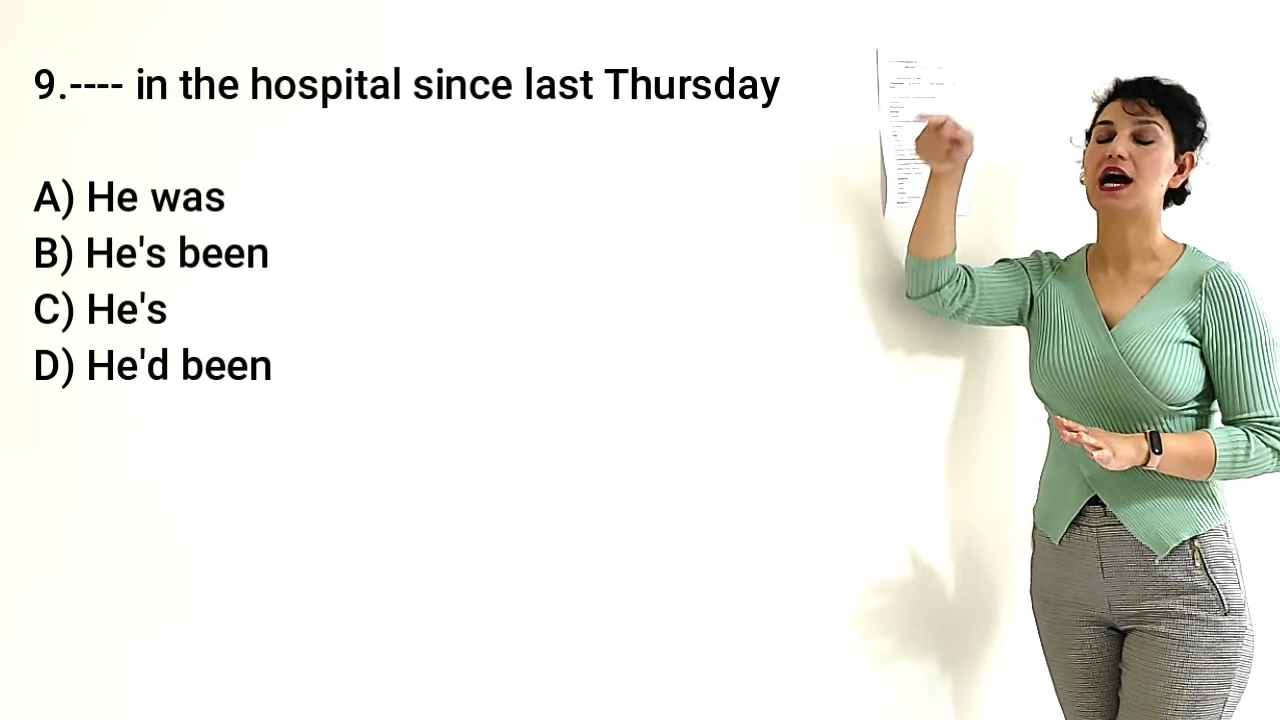 9.---- in the hospital since last Thursday
A) He was
B) He's been
C) He's
D) He'd been